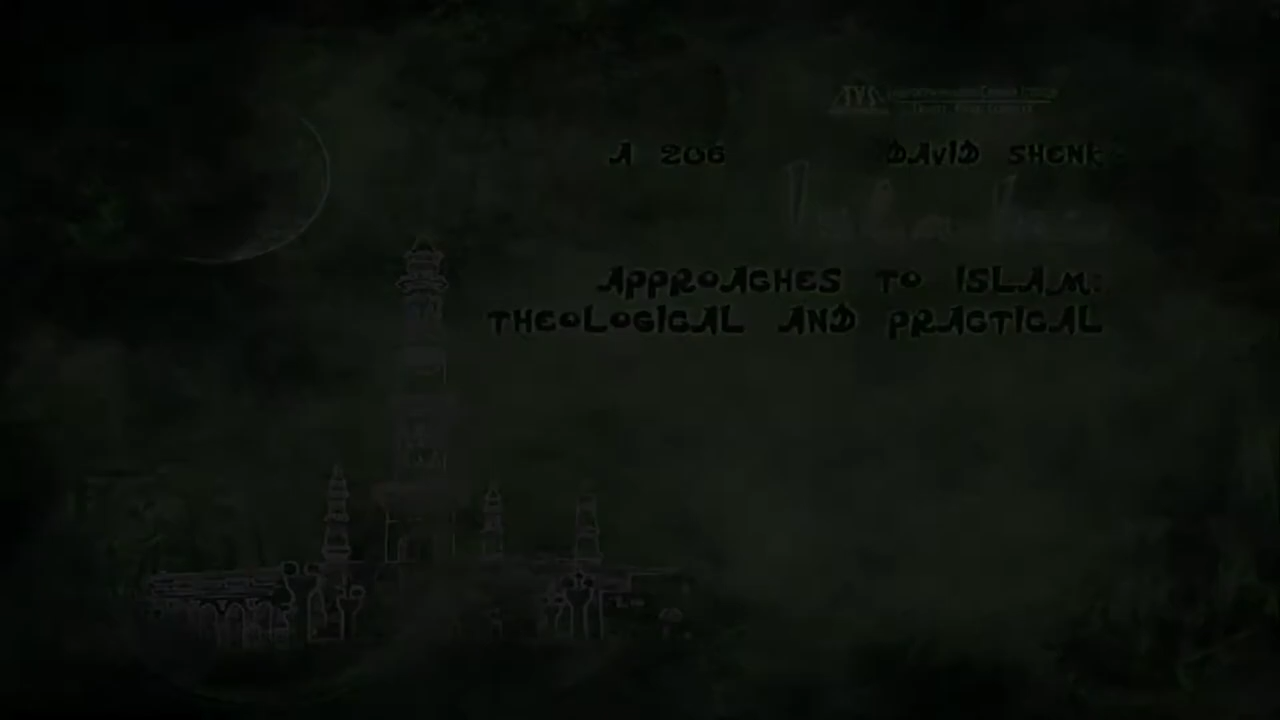 A 206 DAVID SHENK
APPROACHES TO ISLAM:
THEOLOGICAL AND PRACTICAL